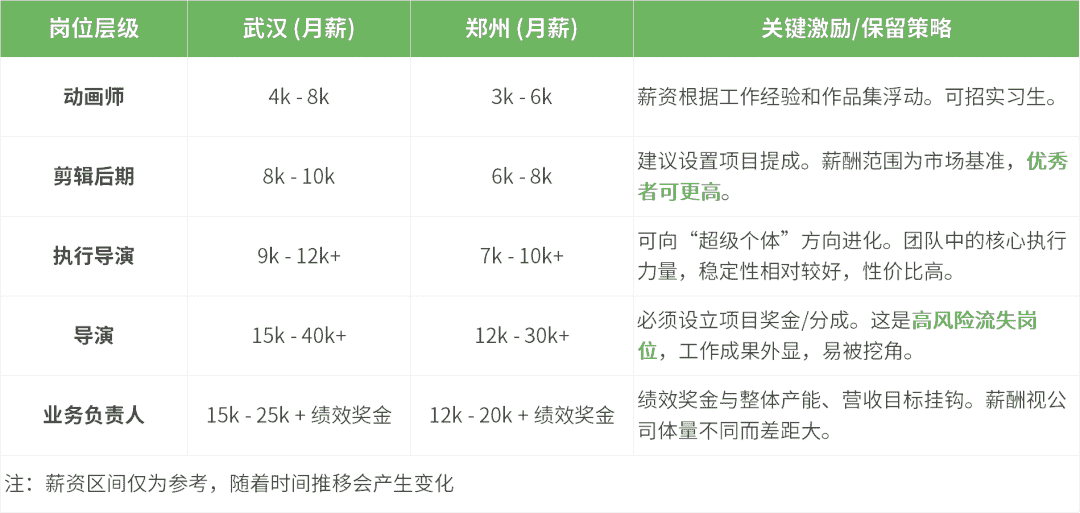 岗位层级 武汉 (月薪) 郑州 (月薪) 关键激励/保留策略
动画师 4k - 8k 3k - 6k 薪资根据工作经验和作品集浮动。可招实习生。
剪辑后期 8k - 10k 6k - 8k 建议设置项目提成。薪酬范围为市场基准，优秀
者可更高。
执行导演 9k - 12k+ 7k - 10k+ 可向“超级个体”方向进化。团队中的核心执行
力量，稳定性相对较好，性价比高。
导演 15k - 40k+ 12k - 30k+ 必须设立项目奖金/分成。这是高风险流失岗
位，工作成果外显，易被挖角。
业务负责人 15k - 25k + 绩效奖金 12k - 20k + 绩效奖金 绩效奖金与整体产能、营收目标挂钩。薪酬视公
司体量不同而差距大。
注：薪资区间仅为参考，随着时间推移会产生变化